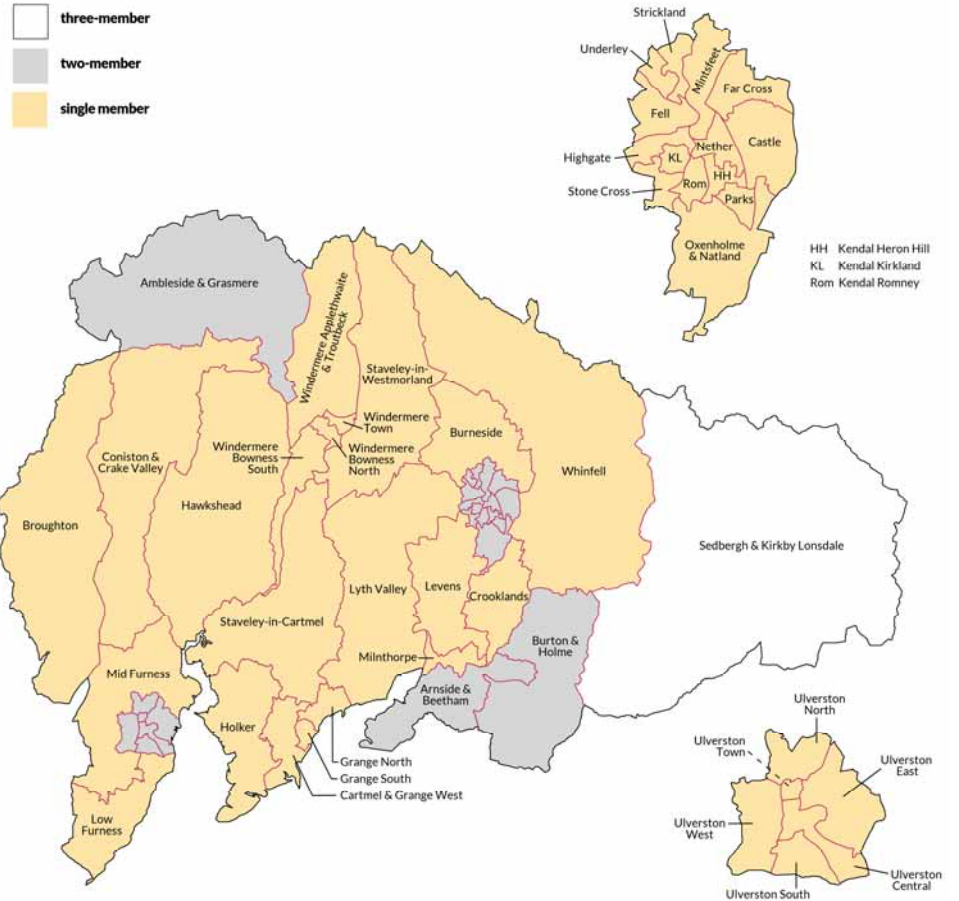 three-member
two-member
single member
Strickland
Underley
Mintsfeet
Far Cross
Fell
Castle
Nether
Highgate
KL
HH
Stone Cross
Rom
Parks
Oxenholme
& Natland
HH Kendal Heron Hill
KL Kendal Kirkland
Rom Kendal Romney
Ambleside & Grasmere
Windermere Applethwaite
& Troutbeck
Staveley-in-
Westmorland
Windermere
Town
Burneside
Windermere
Bowness
South
Windermere
Bowness
North
Coniston &
Crake Valley
Whinfell
Hawkshead
Broughton
Sedbergh & Kirkby Lonsdale
Lyth Valley
Levens
Crooklands
Staveley-in-Cartmel
Burton &
Holme
Milnthorpe
Mid Furness
Arnside &
Beetham
Holker
Grange North
Grange South
Cartmel & Grange West
Low
Furness
Ulverston
North
Ulverston
Town
Ulverston
East
Ulverston
West
Ulverston
Central
Ulverston South